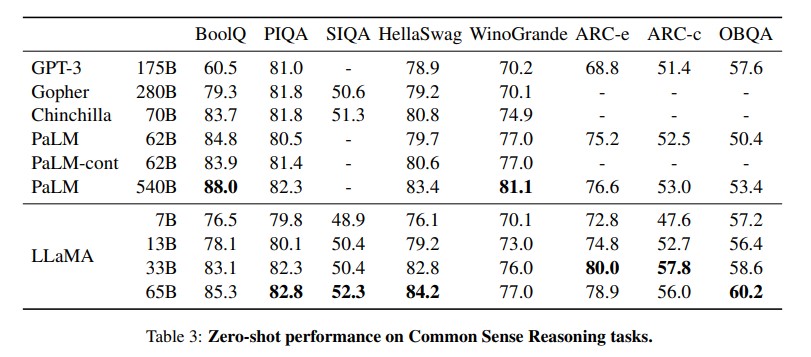 BoolQ PIQA SIQA HellaSwag WinoGrande ARC-e ARC-c OBQA
GPT-3 175B 60.5 81.0 - 78.9 70.2 68.8 51.4 57.6
Gopher 280B 79.3 81.8 50.6 79.2 70.1 - - -
Chinchilla 70B 83.7 81.8 51.3 80.8 74.9 - - -
PaLM 62B 84.8 80.5 - 79.7 77.0 75.2 52.5 50.4
PaLM-cont 62B 83.9 81.4 - 80.6 77.0 - - -
PaLM 540B 88.0 82.3 - 83.4 81.1 76.6 53.0 53.4
LLaMA
7B 76.5 79.8 48.9 76.1 70.1 72.8 47.6 57.2
13B 78.1 80.1 50.4 79.2 73.0 74.8 52.7 56.4
33B 83.1 82.3 50.4 82.8 76.0 80.0 57.8 58.6
65B 85.3 82.8 52.3 84.2 77.0 78.9 56.0 60.2
Table 3: Zero-shot performance on Common Sense Reasoning tasks.